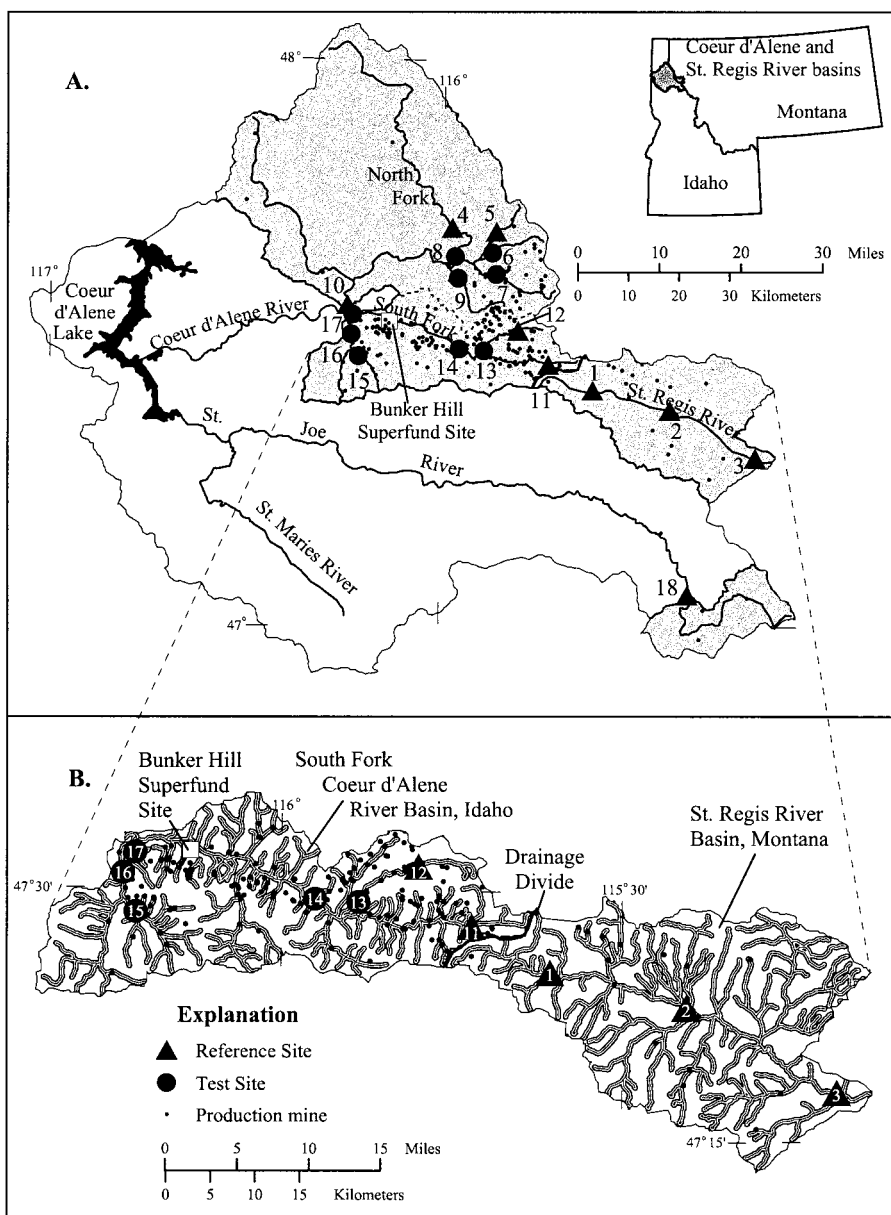 A.
48°
116°
Coeur d'Alene and
St. Regis River basins
Montana
Idaho
North
Fork
4
5
8
6
9
7
0 10 20 30
Miles
0 10 20 30
Kilometers
117°
Coeur
d'Alene
Lake
Coeur d'Alene River
10
17
16
15
South Fork
14
13
12
11
Bunker Hill
Superfund Site
1
St. Regis River
2
3
St. Joe River
St. Maries River
18
47°
B.
Bunker Hill
Superfund
Site
South Fork
Coeur d'Alene
River Basin, Idaho
116°
St. Regis River
Basin, Montana
Drainage
Divide
47°30'
115°30'
17
16
15
14
13
12
11
1
2
3
47°15'
Explanation
Reference Site
Test Site
Production mine
0 5 10 15
Miles
0 5 10 15
Kilometers